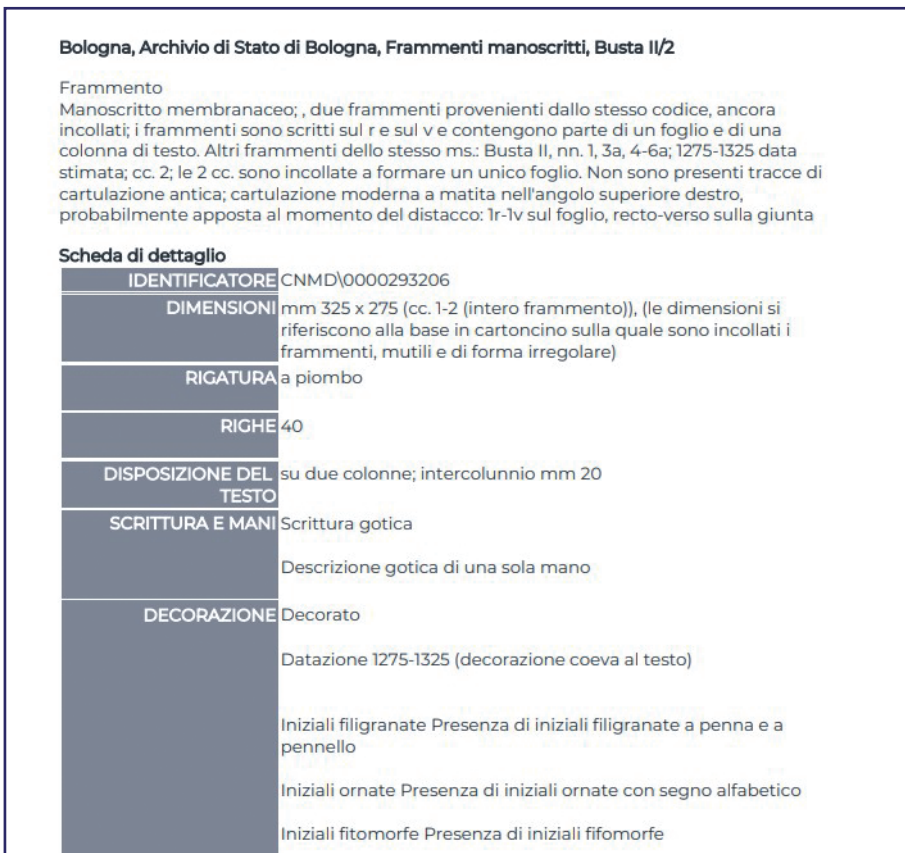 Bologna, Archivio di Stato di Bologna, Frammenti manoscritti, Busta II/2
Frammento
Manoscritto membranaceo; , due frammenti provenienti dallo stesso codice, ancora
incollati; i frammenti sono scritti sul r e sul v e contengono parte di un foglio e di una
colonna di testo. Altri frammenti dello stesso ms.: Busta II, nn. 1, 3a, 4-6a; 1275-1325 data
stimata; cc. 2; le 2 cc. sono incollate a formare un unico foglio. Non sono presenti tracce di
cartulazione antica; cartulazione moderna a matita nell'angolo superiore destro,
probabilmente apposta al momento del distacco: 1r-1v sul foglio, recto-verso sulla giunta
Scheda di dettaglio
IDENTIFICATORE CNMD\0000293206
DIMENSIONI mm 325 x 275 (cc. 1-2 (intero frammento)), (le dimensioni si
riferiscono alla base in cartoncino sulla quale sono incollati i
frammenti, mutili e di forma irregolare)
RIGATURA a piombo
RIGHE 40
DISPOSIZIONE DEL su due colonne; intercolunnio mm 20
TESTO
SCRITTURA E MANI Scrittura gotica
Descrizione gotica di una sola mano
DECORAZIONE Decorato
Datazione 1275-1325 (decorazione coeva al testo)
Iniziali filigranate Presenza di iniziali filigranate a penna e a
pennello
Iniziali ornate Presenza di iniziali ornate con segno alfabetico
Iniziali fitomorfe Presenza di iniziali fifomorfe